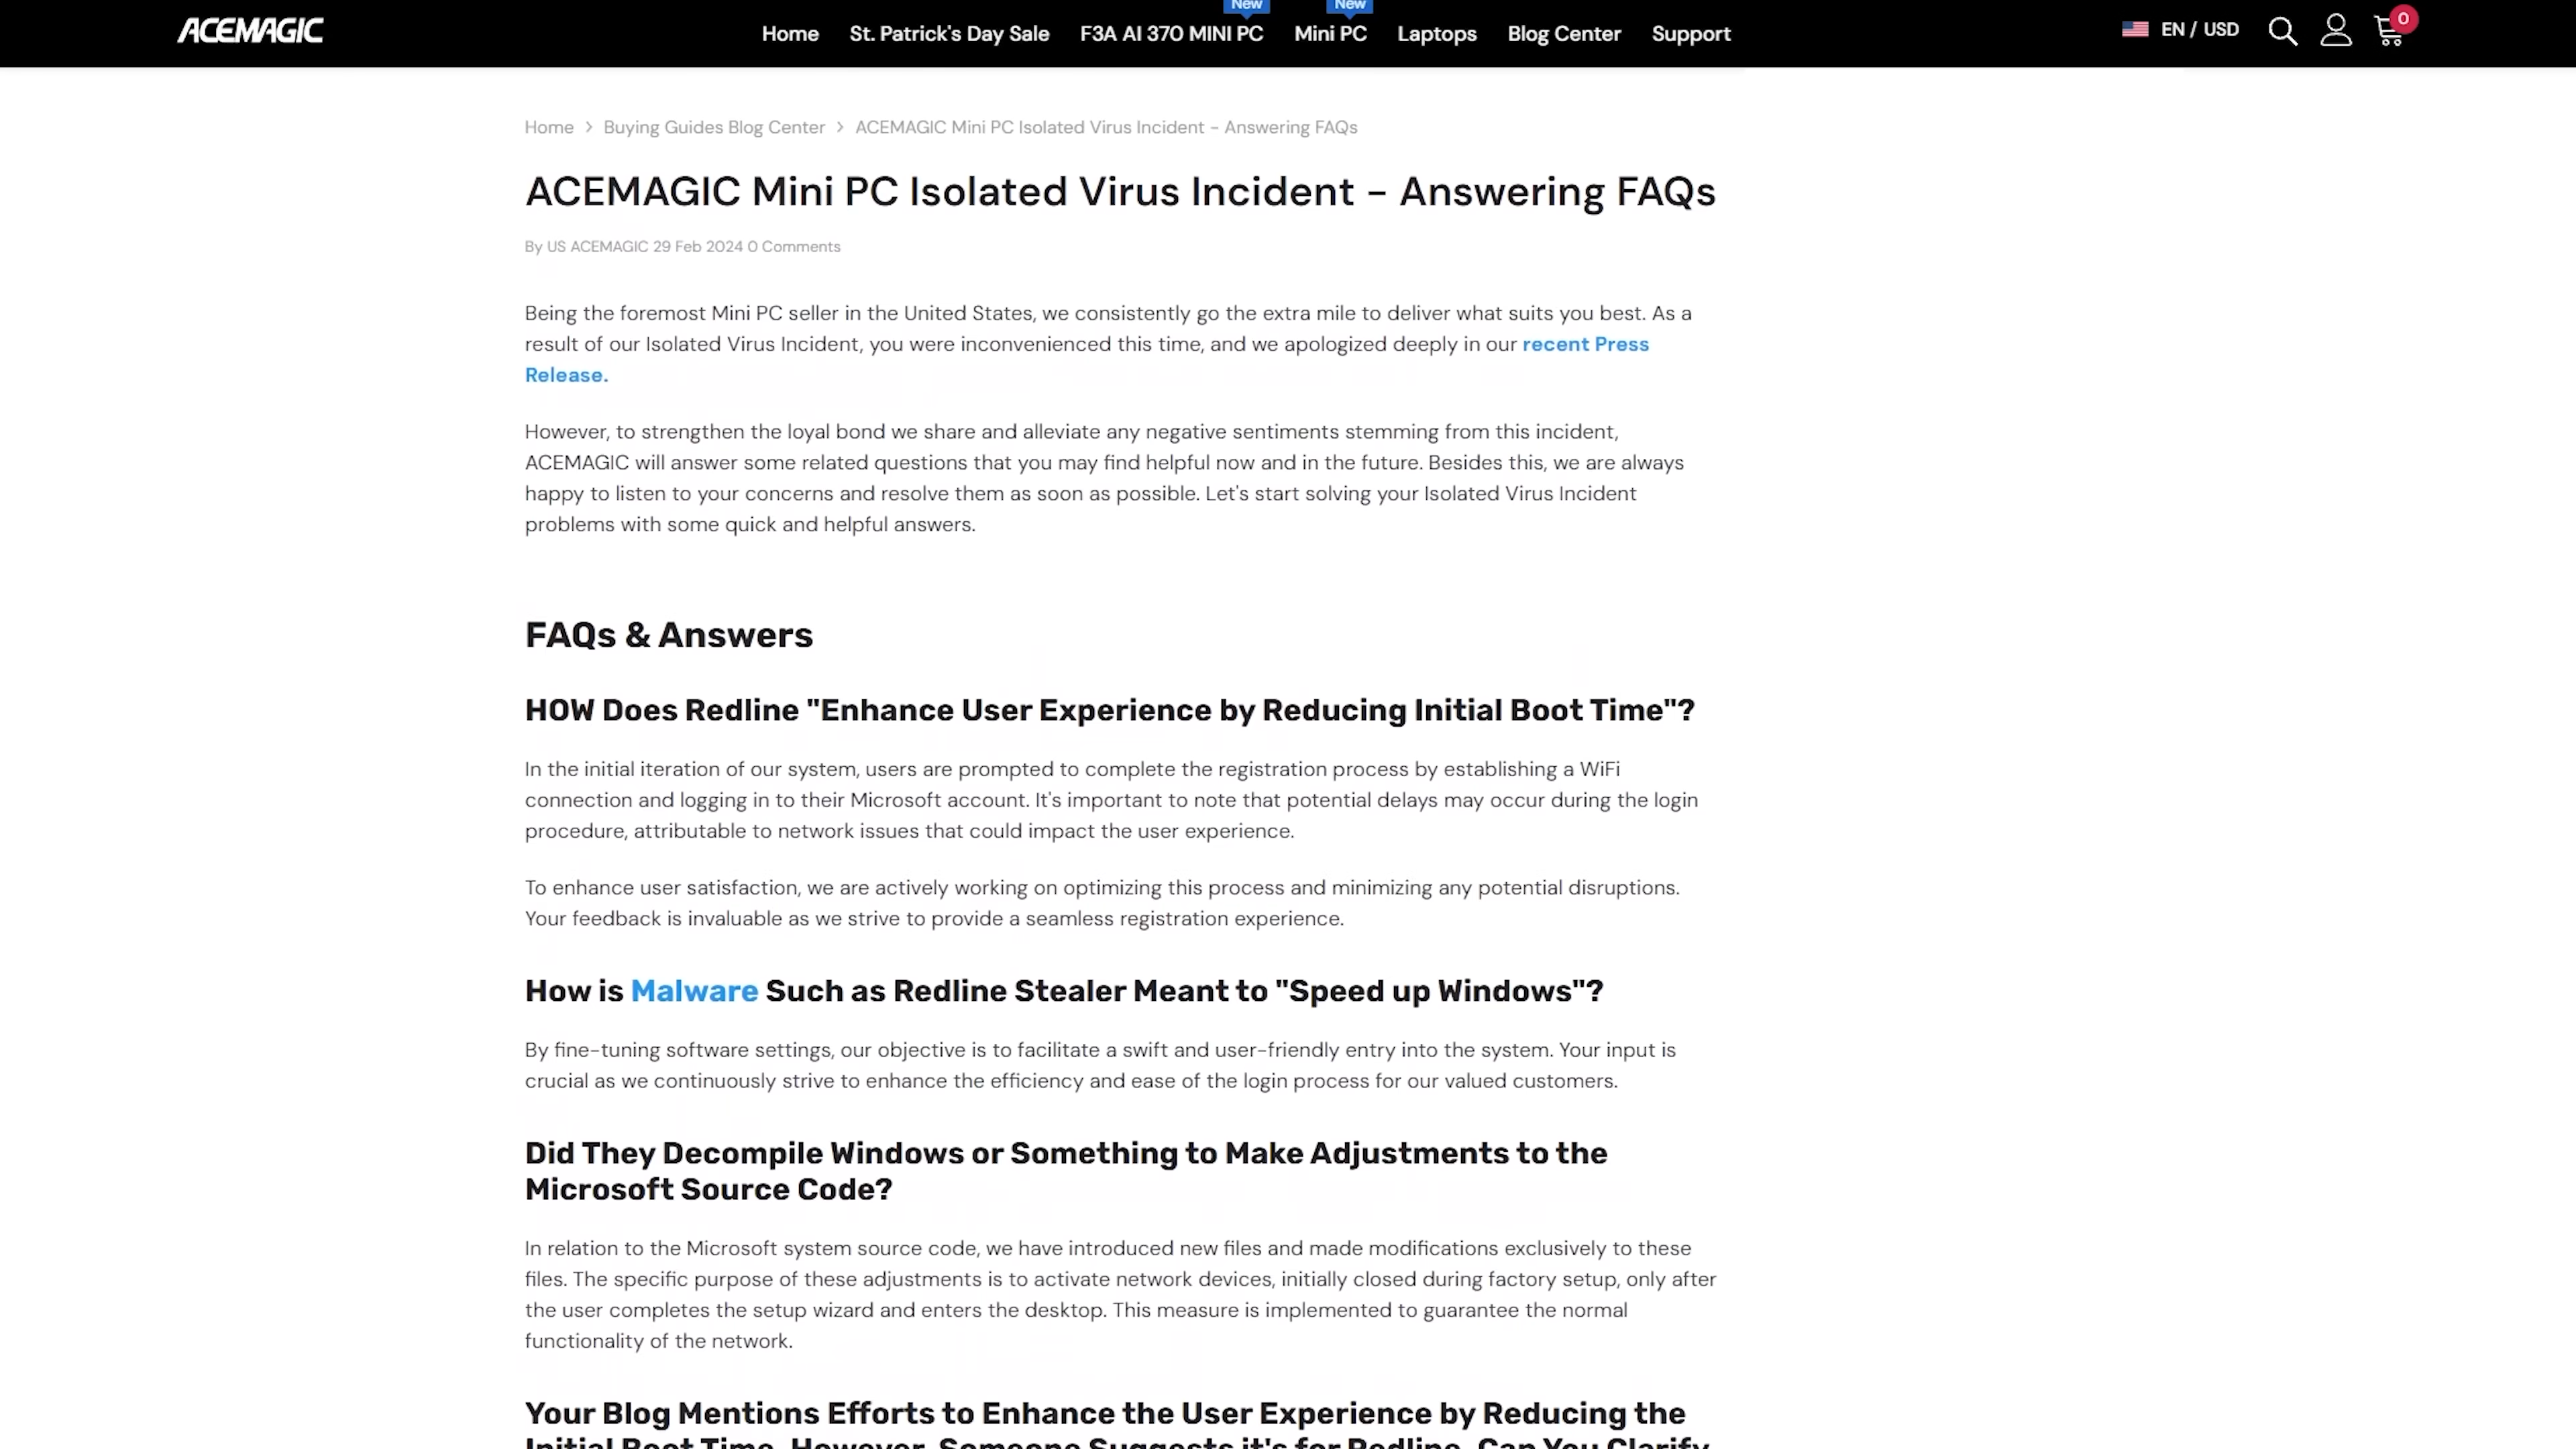 ACEMAGIC
New
New
Home St. Patrick's Day Sale F3A AI 370 MINI PC Mini PC Laptops Blog Center Support
EN / USD
0
Home > Buying Guides Blog Center > ACEMAGIC Mini PC Isolated Virus Incident - Answering FAQs
ACEMAGIC Mini PC Isolated Virus Incident - Answering FAQs
By US ACEMAGIC 29 Feb 2024 0 Comments
Being the foremost Mini PC seller in the United States, we consistently go the extra mile to deliver what suits you best. As a
result of our Isolated Virus Incident, you were inconvenienced this time, and we apologized deeply in our recent Press
Release.
However, to strengthen the loyal bond we share and alleviate any negative sentiments stemming from this incident,
ACEMAGIC will answer some related questions that you may find helpful now and in the future. Besides this, we are always
happy to listen to your concerns and resolve them as soon as possible. Let's start solving your Isolated Virus Incident
problems with some quick and helpful answers.
FAQs & Answers
HOW Does Redline "Enhance User Experience by Reducing Initial Boot Time"?
In the initial iteration of our system, users are prompted to complete the registration process by establishing a WiFi
connection and logging in to their Microsoft account. It's important to note that potential delays may occur during the login
procedure, attributable to network issues that could impact the user experience.
To enhance user satisfaction, we are actively working on optimizing this process and minimizing any potential disruptions.
Your feedback is invaluable as we strive to provide a seamless registration experience.
How is Malware Such as Redline Stealer Meant to "Speed up Windows"?
By fine-tuning software settings, our objective is to facilitate a swift and user-friendly entry into the system. Your input is
crucial as we continuously strive to enhance the efficiency and ease of the login process for our valued customers.
Did They Decompile Windows or Something to Make Adjustments to the
Microsoft Source Code?
In relation to the Microsoft system source code, we have introduced new files and made modifications exclusively to these
files. The specific purpose of these adjustments is to activate network devices, initially closed during factory setup, only after
the user completes the setup wizard and enters the desktop. This measure is implemented to guarantee the normal
functionality of the network.
Your Blog Mentions Efforts to Enhance the User Experience by Reducing the
Initial Boot Time. However, Someone Suggests it's for Redline. Can You Clarify